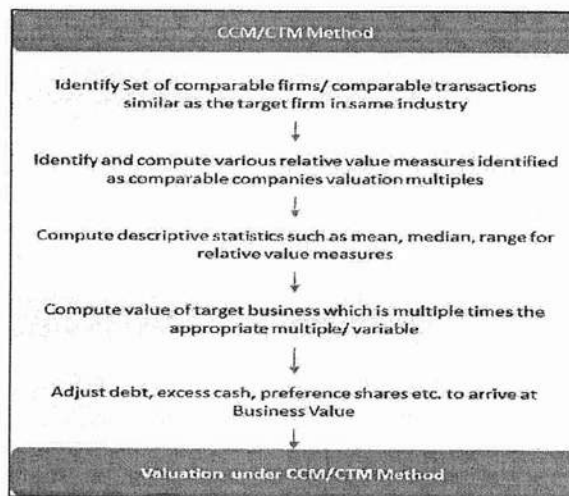 CCM/CTM Method
Identify Set of comparable firms/ comparable transactions
similar as the target firm in same industry
Identify and compute various relative value measures identified
as comparable companies valuation multiples
Compute descriptive statistics such as mean, median, range for
relative value measures
Compute value of target business which is multiple times the
appropriate multiple/ variable
Adjust debt, excess cash, preference shares etc. to arrive at
Business Value
Valuation under CCM/CTM Method